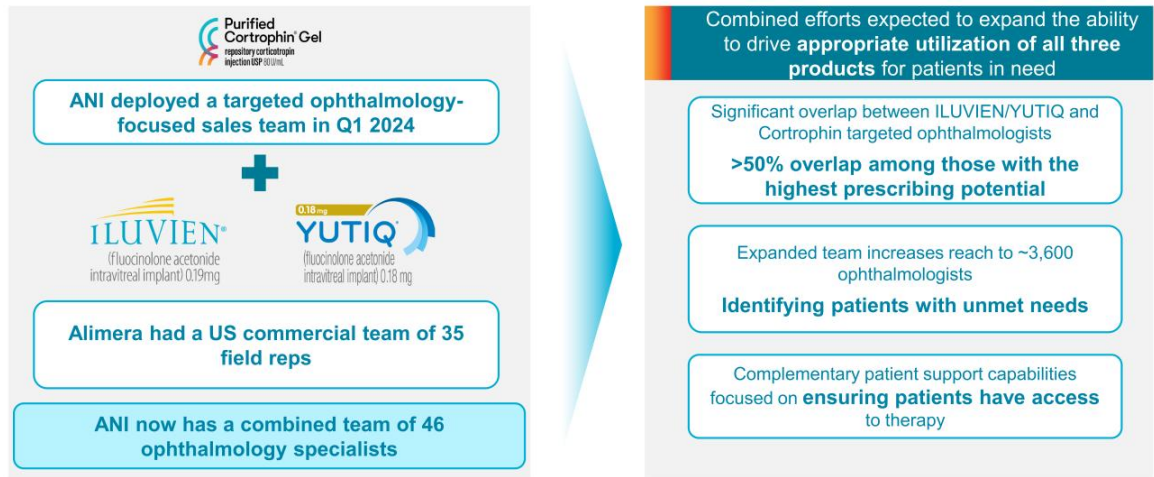 Purified
Cortrophin® Gel
repository corticotropin
injection USP 80 U/mL
ANI deployed a targeted ophthalmology-
focused sales team in Q1 2024
ILUVIEN®
(fluocinolone acetonide
intravitreal implant) 0.19mg
0.18 mg
YUTIQ®
(fluocinolone acetonide
intravitreal implant) 0.18 mg
Alimera had a US commercial team of 35
field reps
ANI now has a combined team of 46
ophthalmology specialists
Combined efforts expected to expand the ability
to drive appropriate utilization of all three
products for patients in need
Significant overlap between ILUVIEN/YUTIQ and
Cortrophin targeted ophthalmologists
>50% overlap among those with the
highest prescribing potential
Expanded team increases reach to ~3,600
ophthalmologists
Identifying patients with unmet needs
Complementary patient support capabilities
focused on ensuring patients have access
to therapy